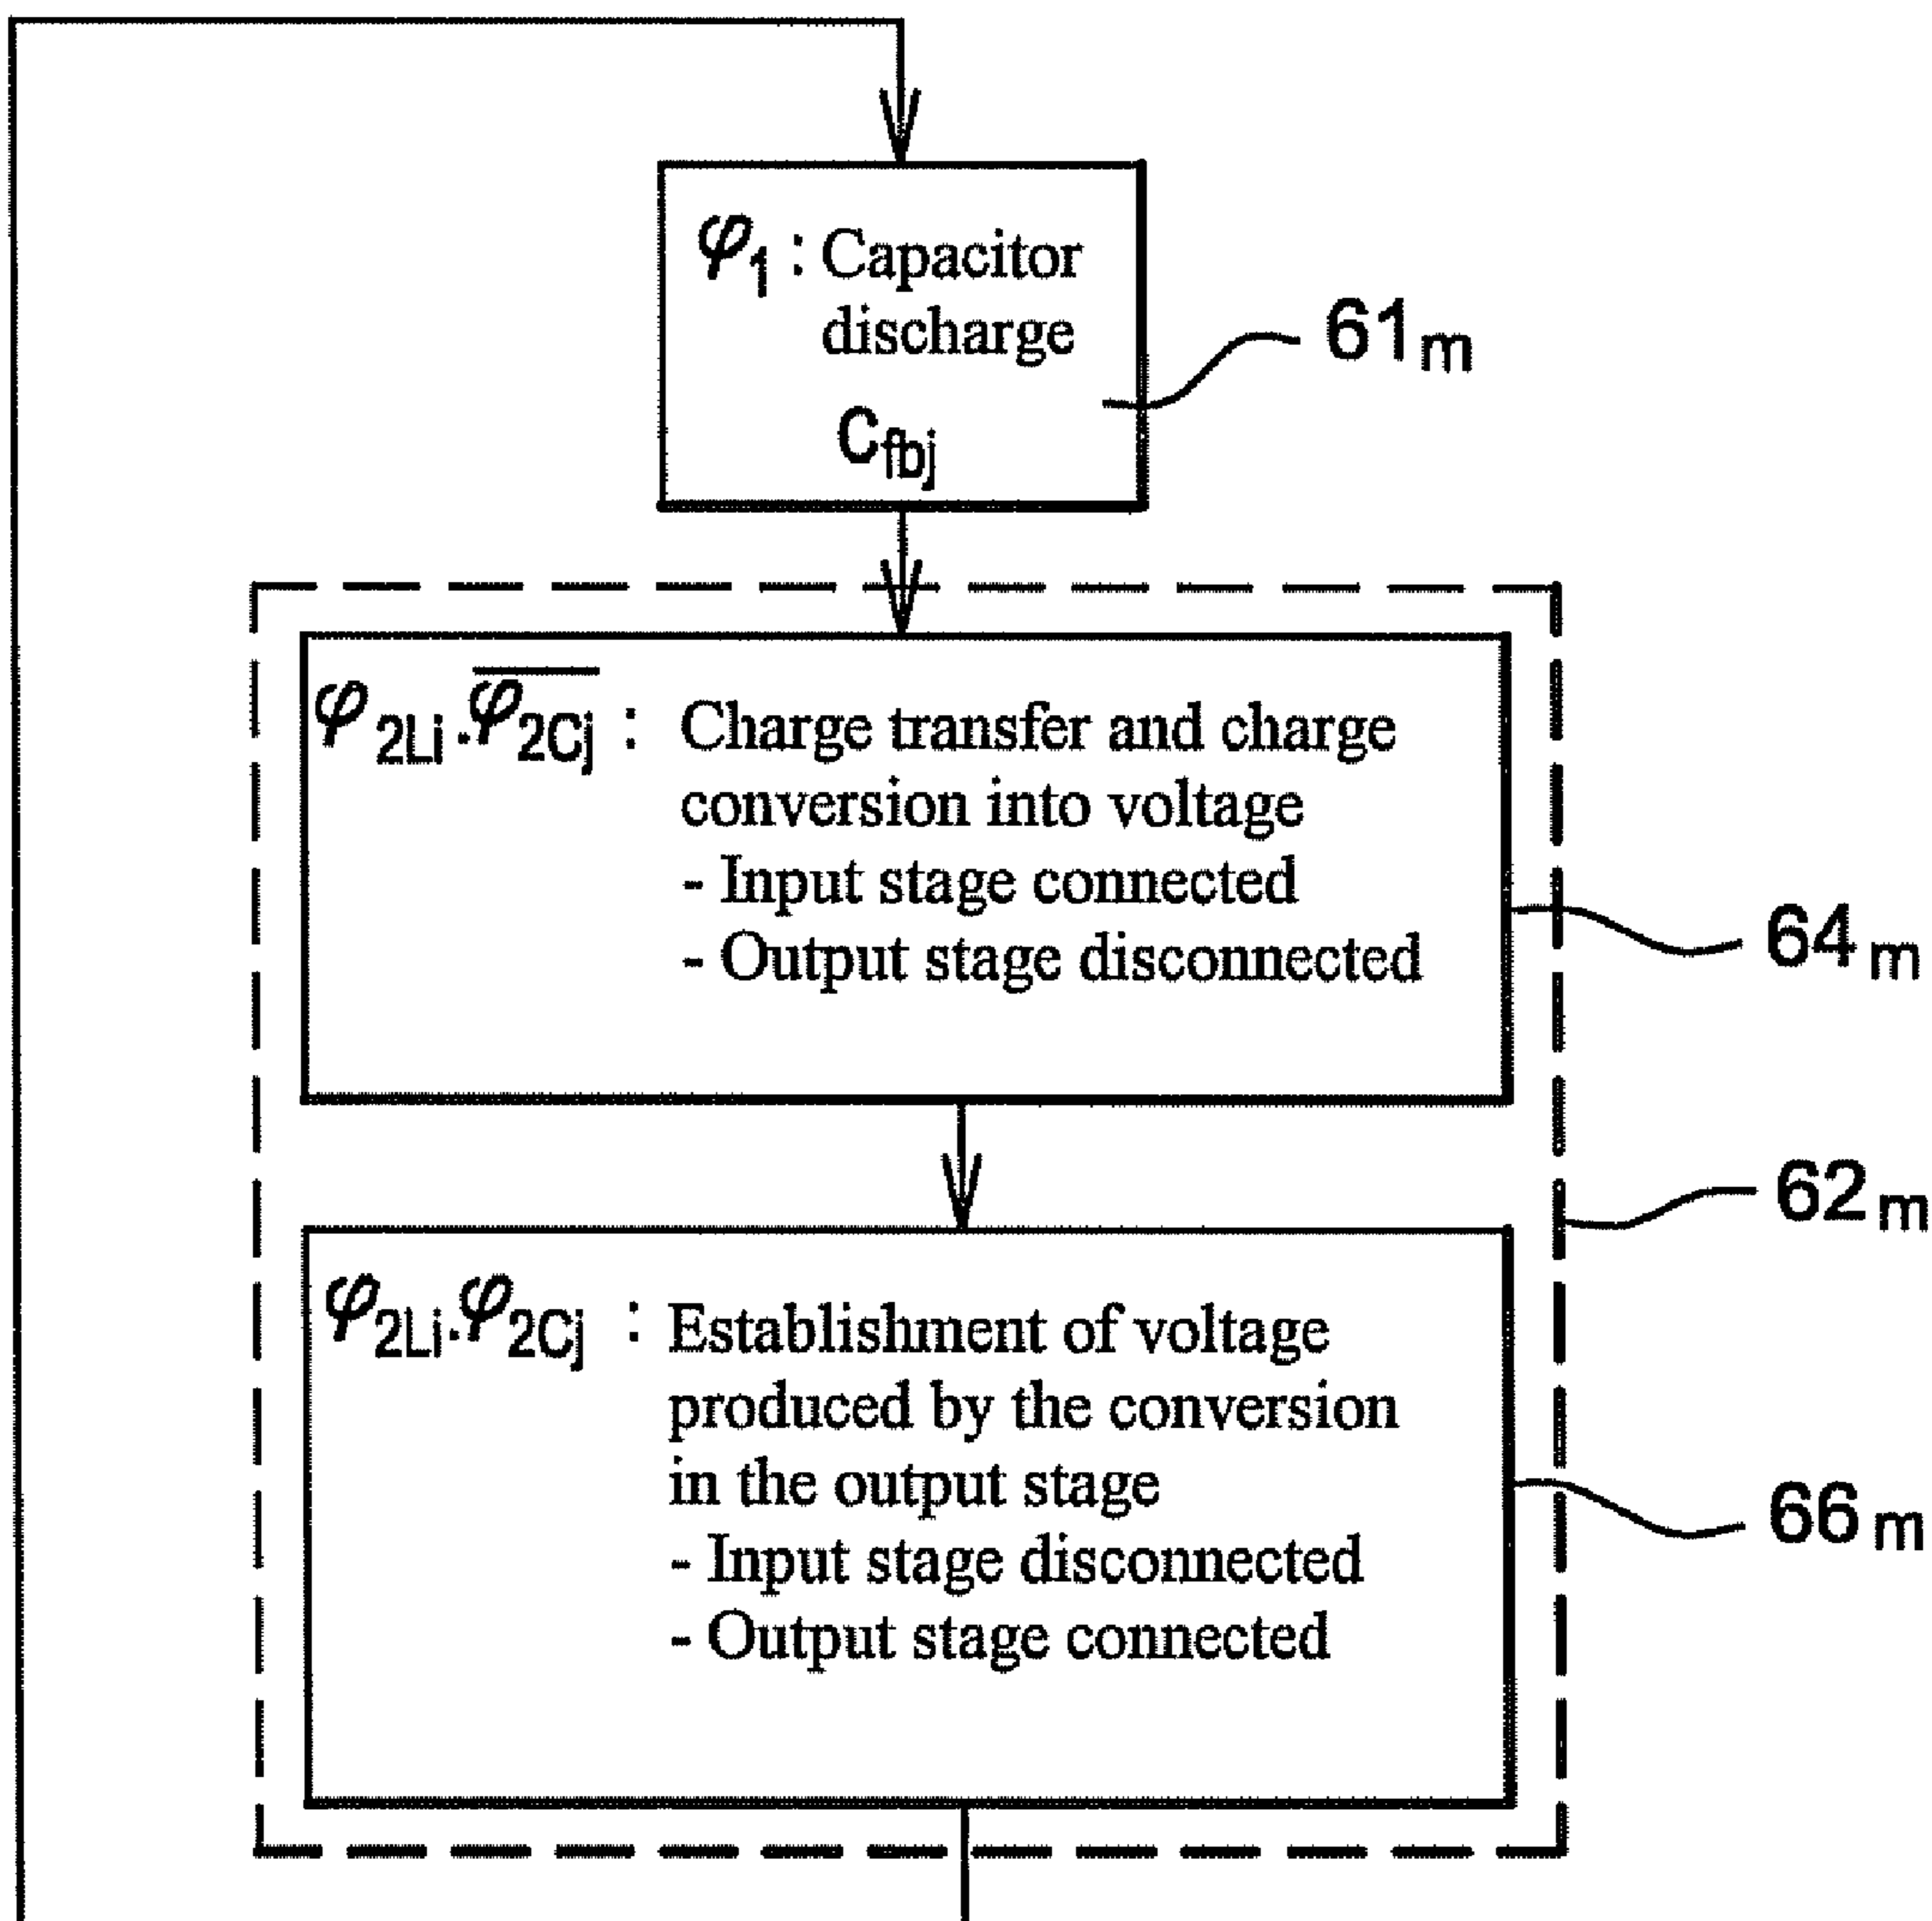 φ1 : Capacitor
discharge
Cfbj
61m
φ2Li.φ̅2̅C̅j̅ : Charge transfer and charge
conversion into voltage
- Input stage connected
- Output stage disconnected
64m
62m
φ2Li.φ2Cj : Establishment of voltage
produced by the conversion
in the output stage
- Input stage disconnected
- Output stage connected
66m